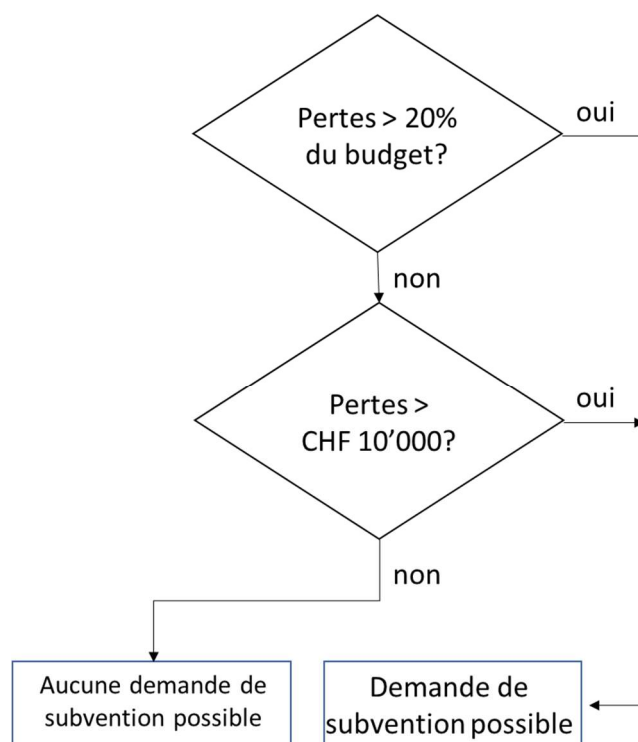 Pertes > 20%
du budget?
oui
non
Pertes >
CHF 10’000?
oui
non
Aucune demande de
subvention possible
Demande de
subvention possible